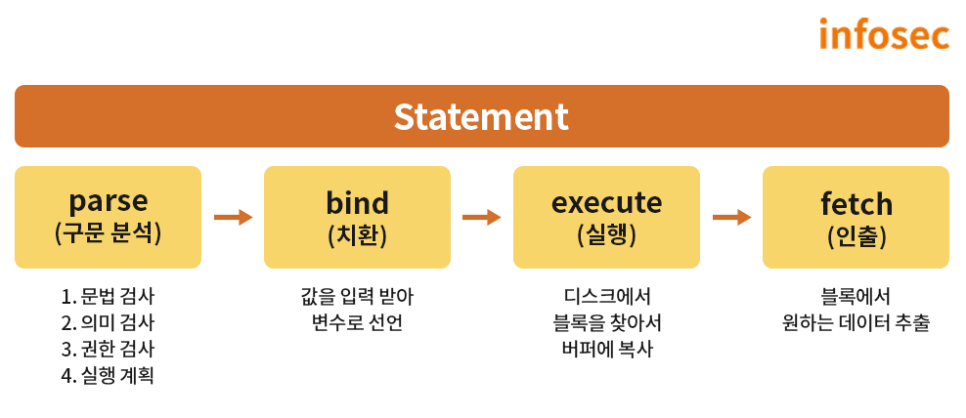 infosec
Statement
parse
(구문 분석)
bind
(치환)
execute
(실행)
fetch
(인출)
1. 문법 검사
2. 의미 검사
3. 권한 검사
4. 실행 계획
값을 입력 받아
변수로 선언
디스크에서
블록을 찾아서
버퍼에 복사
블록에서
원하는 데이터 추출